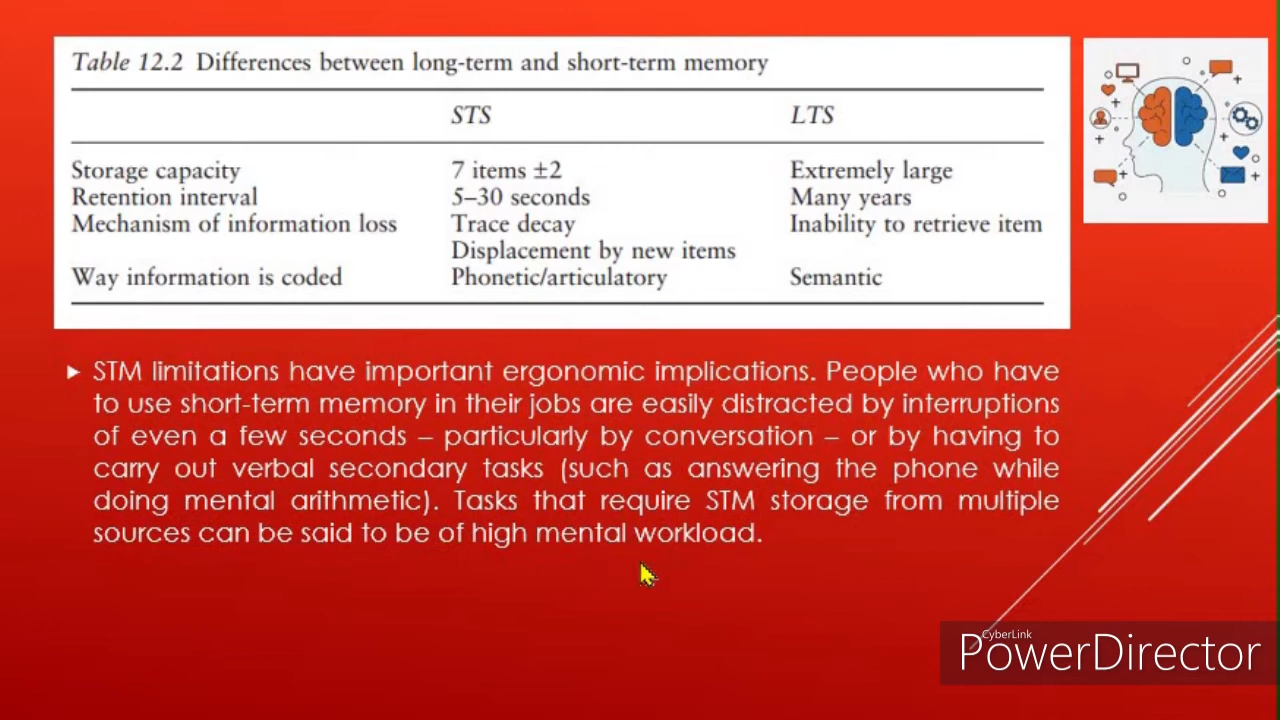 Table 12.2 Differences between long-term and short-term memory
STS LTS
Storage capacity 7 items ±2 Extremely large
Retention interval 5–30 seconds Many years
Mechanism of information loss Trace decay Inability to retrieve item
Displacement by new items
Way information is coded Phonetic/articulatory Semantic
STM limitations have important ergonomic implications. People who have
to use short-term memory in their jobs are easily distracted by interruptions
of even a few seconds – particularly by conversation – or by having to
carry out verbal secondary tasks (such as answering the phone while
doing mental arithmetic). Tasks that require STM storage from multiple
sources can be said to be of high mental workload.
CyberLink
PowerDirector